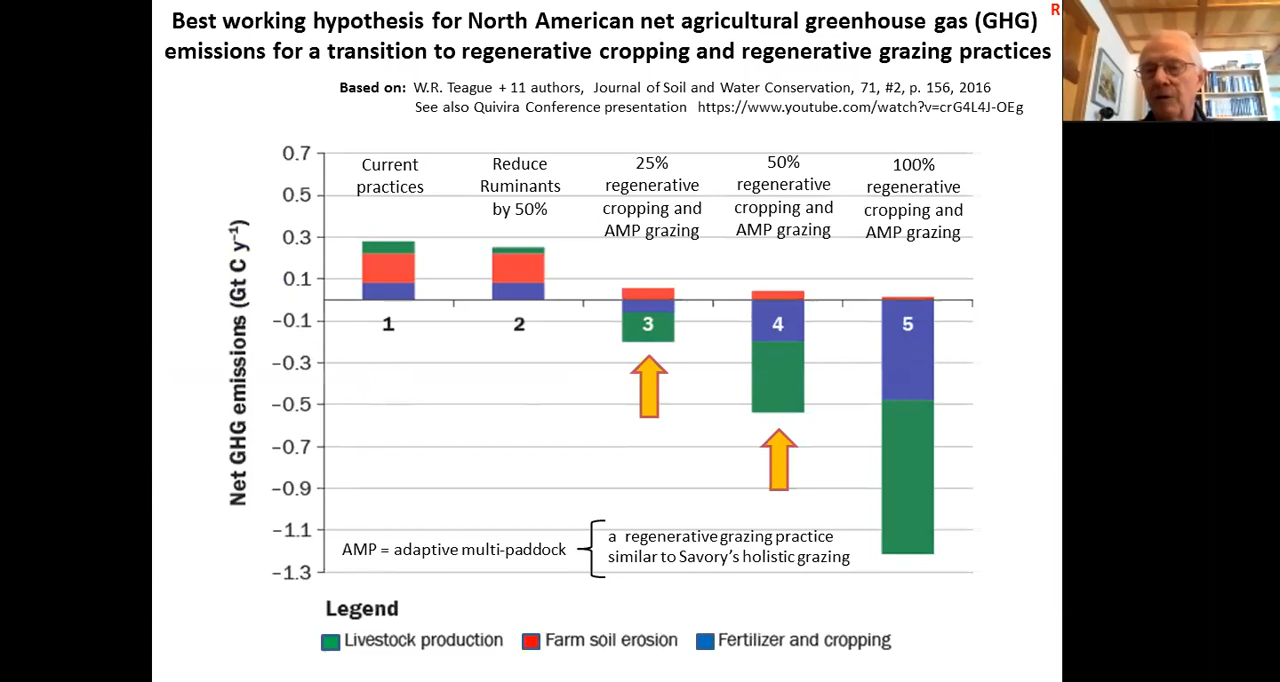 Best working hypothesis for North American net agricultural greenhouse gas (GHG)
emissions for a transition to regenerative cropping and regenerative grazing practices
R
Based on: W.R. Teague + 11 authors, Journal of Soil and Water Conservation, 71, #2, p. 156, 2016
See also Quivira Conference presentation https://www.youtube.com/watch?v=crG4L4J-OEg
Net GHG emissions (Gt C y⁻¹)
0.7
0.5
0.3
0.1
−0.1
−0.3
−0.5
−0.7
−0.9
−1.1
−1.3
Current
practices
Reduce
Ruminants
by 50%
25%
regenerative
cropping and
AMP grazing
50%
regenerative
cropping and
AMP grazing
100%
regenerative
cropping and
AMP grazing
1
2
3
4
5
AMP = adaptive multi-paddock
a regenerative grazing practice
similar to Savory's holistic grazing
Legend
Livestock production
Farm soil erosion
Fertilizer and cropping